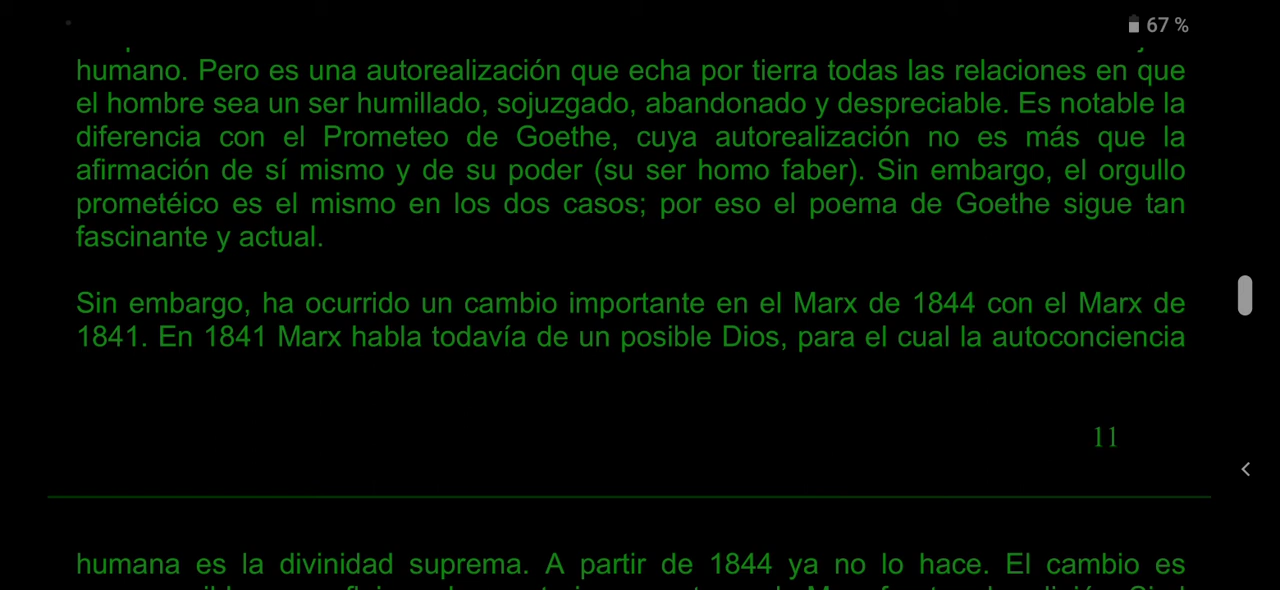 67 %
humano. Pero es una autorealización que echa por tierra todas las relaciones en que
el hombre sea un ser humillado, sojuzgado, abandonado y despreciable. Es notable la
diferencia con el Prometeo de Goethe, cuya autorealización no es más que la
afirmación de sí mismo y de su poder (su ser homo faber). Sin embargo, el orgullo
prometéico es el mismo en los dos casos; por eso el poema de Goethe sigue tan
fascinante y actual.
Sin embargo, ha ocurrido un cambio importante en el Marx de 1844 con el Marx de
1841. En 1841 Marx habla todavía de un posible Dios, para el cual la autoconciencia
11
humana es la divinidad suprema. A partir de 1844 ya no lo hace. El cambio es